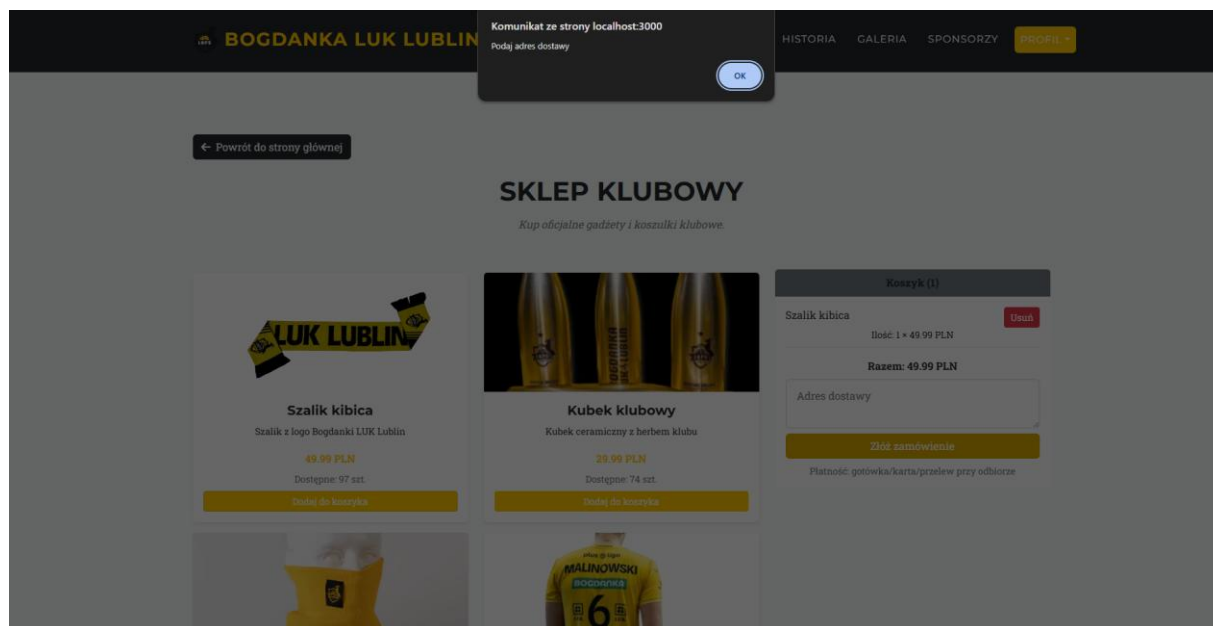 Komunikat ze strony localhost:3000
Podaj adres dostawy
OK
BOGDANKA LUK LUBLIN
HISTORIA GALERIA SPONSORZY PROFIL
← Powrót do strony głównej
SKLEP KLUBOWY
Kup oficjalne gadżety i koszulki klubowe.
LUK LUBLIN
Szalik kibica
Szalik z logo Bogdanki LUK Lublin
49.99 PLN
Dostępne: 97 szt.
Dodaj do koszyka
BOGDANKA
LUK LUBLIN
Kubek klubowy
Kubek ceramiczny z herbem klubu
29.99 PLN
Dostępne: 74 szt.
Dodaj do koszyka
Koszyk (1)
Szalik kibica Usuń
Ilość: 1 × 49.99 PLN
Razem: 49.99 PLN
Adres dostawy
Złóż zamówienie
Płatność: gotówka/karta/przelew przy odbiorze
MALINOWSKI
BOGDANKA
6